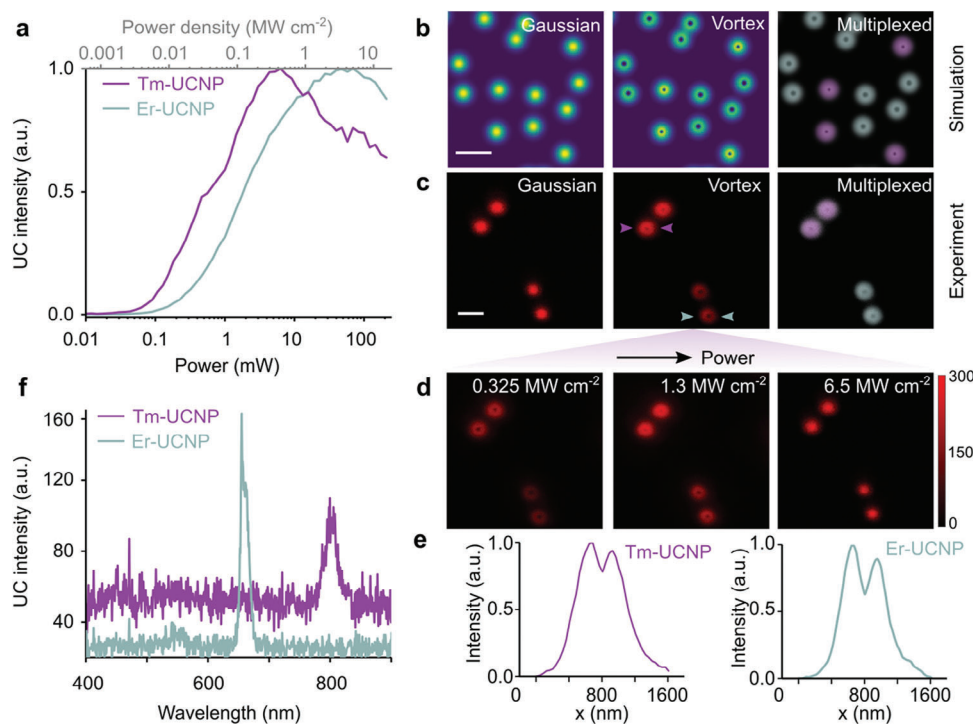 a
Power density (MW cm-2)
0.001 0.01 0.1 1 10
1.0
Tm-UCNP
Er-UCNP
0.5
0.0
UC intensity (a.u.)
0.01 0.1 1 10 100
Power (mW)
b
Gaussian Vortex Multiplexed
Simulation
c
Gaussian Vortex Multiplexed
Experiment
Power
d
0.325 MW cm-2 1.3 MW cm-2 6.5 MW cm-2
300
150
0
e
Tm-UCNP
1.0
0.5
0.0
Intensity (a.u.)
0 800 1600
x (nm)
Er-UCNP
1.0
0.5
0.0
Intensity (a.u.)
0 800 1600
x (nm)
f
Tm-UCNP
Er-UCNP
160
120
80
40
UC intensity (a.u.)
400 600 800
Wavelength (nm)